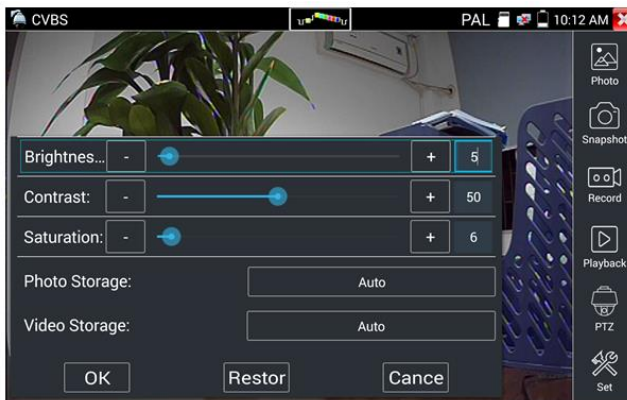 CVBS PAL 10:12 AM
Photo
Snapshot
Brightnes... - + 5
Contrast: - + 50
Record
Saturation: - + 6
Playback
Photo Storage: Auto
PTZ
Video Storage: Auto
OK Restor Cance
Set